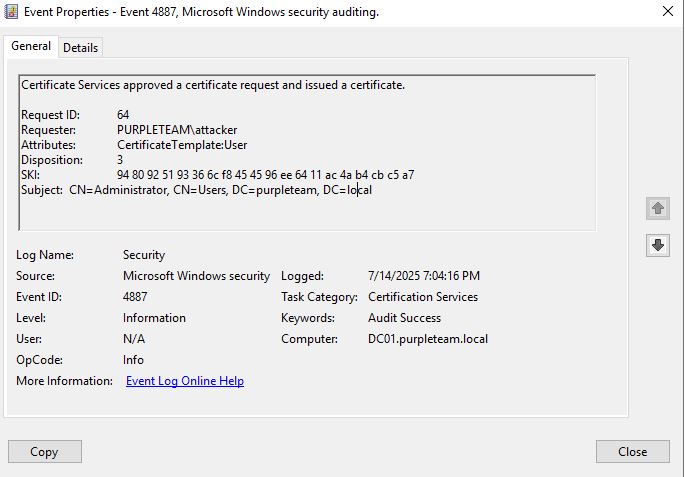 Event Properties - Event 4887, Microsoft Windows security auditing.
General Details
Certificate Services approved a certificate request and issued a certificate.
Request ID: 64
Requester: PURPLETEAM\attacker
Attributes: CertificateTemplate:User
Disposition: 3
SKI: 94 80 92 51 93 36 6c f8 45 45 96 ee 64 11 ac 4a b4 cb c5 a7
Subject: CN=Administrator, CN=Users, DC=purpleteam, DC=local
Log Name: Security
Source: Microsoft Windows security Logged: 7/14/2025 7:04:16 PM
Event ID: 4887 Task Category: Certification Services
Level: Information Keywords: Audit Success
User: N/A Computer: DC01.purpleteam.local
OpCode: Info
More Information: Event Log Online Help
Copy Close